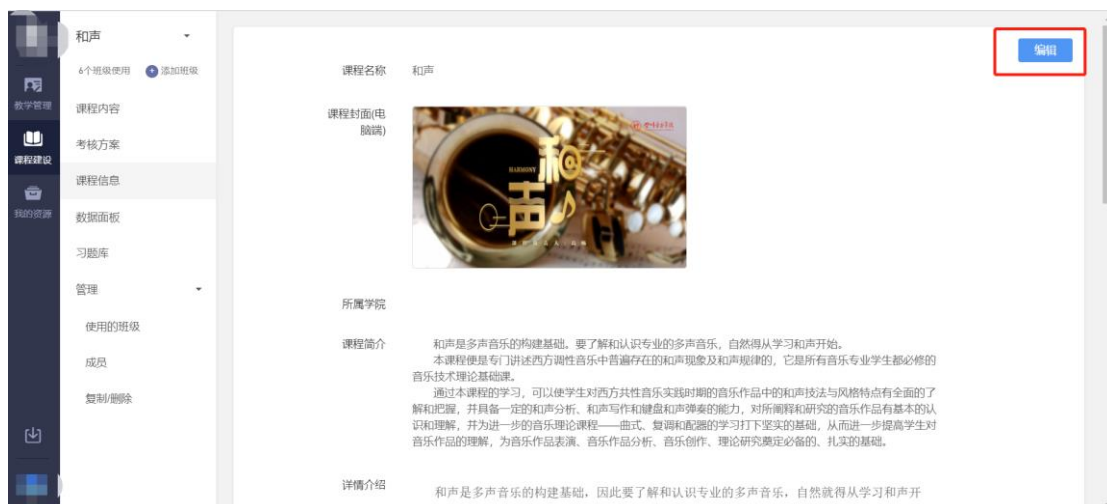 和声
6个班级使用 添加班级
教学管理
课程建设
我的资源
课程内容
考核方案
课程信息
数据面板
习题库
管理
使用的班级
成员
复制/删除
编辑
课程名称 和声
课程封面(电
脑端)
HARMONY
和声
所属学院
课程简介 和声是多声音乐的构建基础。要了解和认识专业的多声音乐，自然得从学习和声开始。
本课程便是专门讲述西方调性音乐中普遍存在的和声现象及和声规律的，它是所有音乐专业学生都必修的
音乐技术理论基础课。
通过本课程的学习，可以使学生对西方共性音乐实践时期的音乐作品中的和声技法与风格特点有全面的了
解和把握，并具备一定的和声分析、和声写作和键盘和声弹奏的能力，对所阐释和研究的音乐作品有基本的认
识和理解，并为进一步的音乐理论课程——曲式、复调和配器的学习打下坚实的基础，从而进一步提高学生对
音乐作品的理解，为音乐作品表演、音乐作品分析、音乐创作、理论研究奠定必备的、扎实的基础。
详情介绍 和声是多声音乐的构建基础，因此要了解和认识专业的多声音乐，自然就得从学习和声开